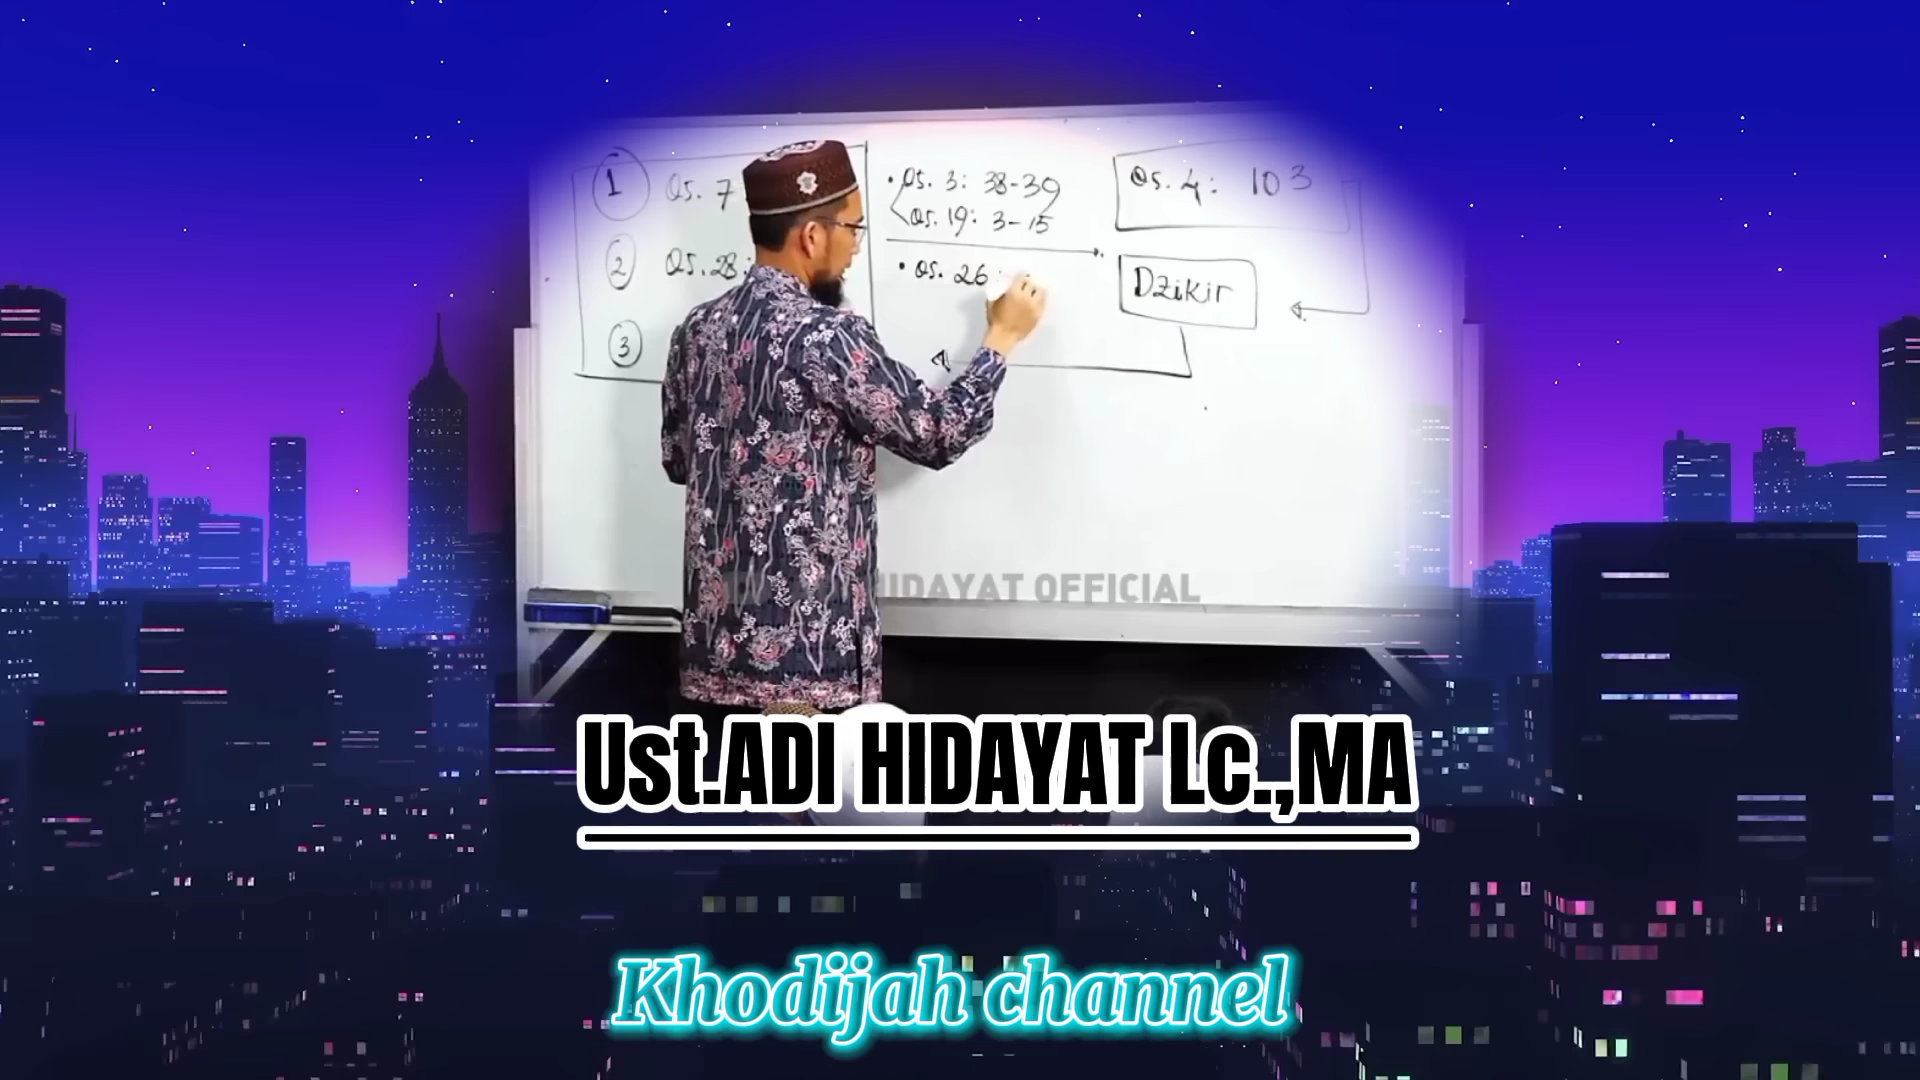 1 Qs. 7
2 Qs. 28:
3
• Qs. 3: 38-39
Qs. 19: 3-15
• Qs. 26
Qs. 4: 103
Dzikir
HIDAYAT OFFICIAL
Ust.ADI HIDAYAT Lc.,MA
Khodijah channel